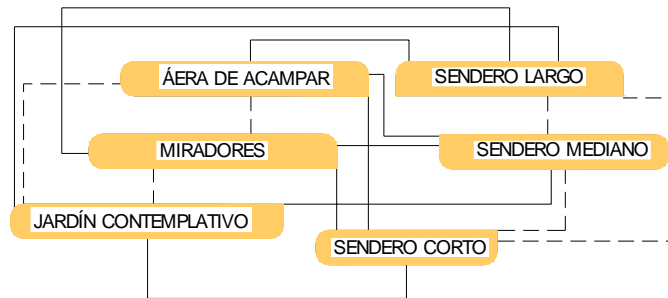 ÁERA DE ACAMPAR
SENDERO LARGO
MIRADORES
SENDERO MEDIANO
JARDÍN CONTEMPLATIVO
SENDERO CORTO